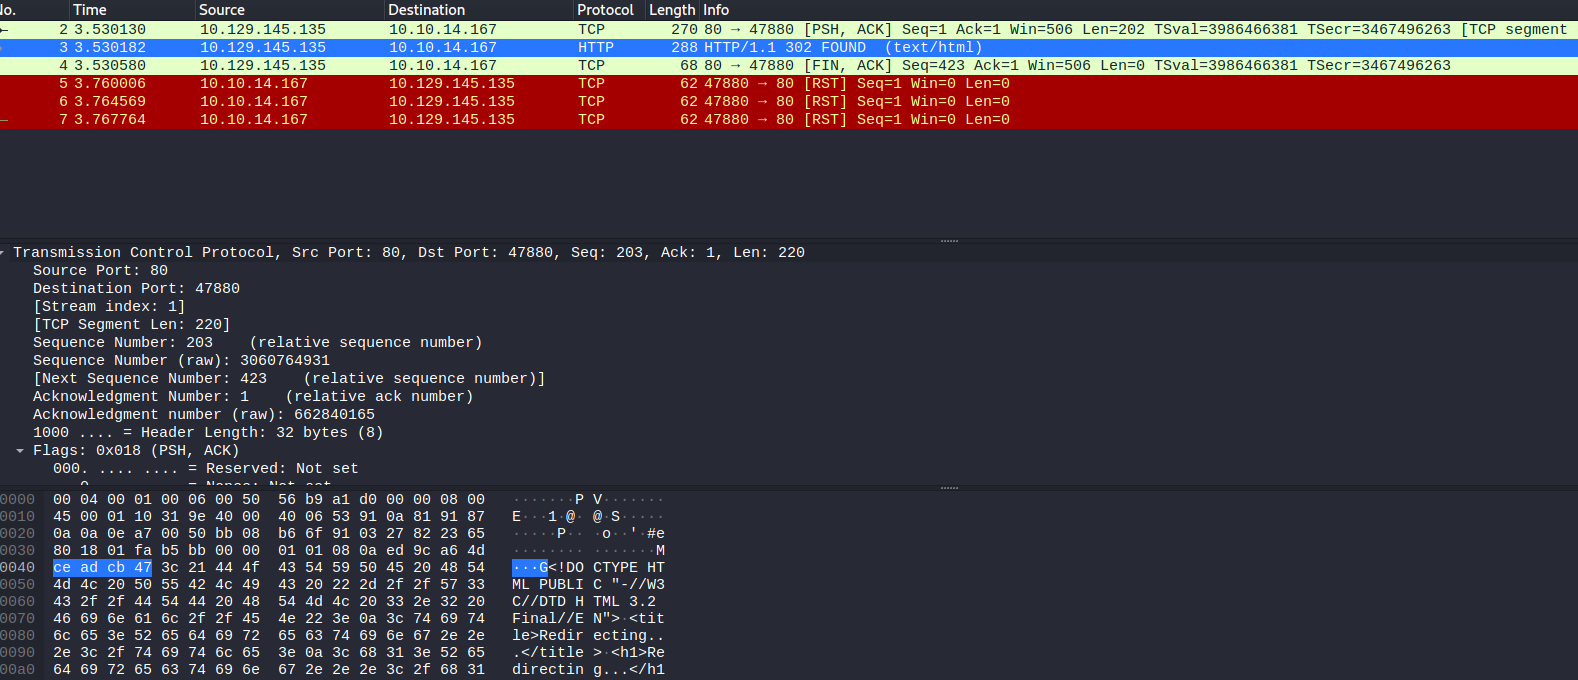 No. Time Source Destination Protocol Length Info
2 3.530130 10.129.145.135 10.10.14.167 TCP 270 80 → 47880 [PSH, ACK] Seq=1 Ack=1 Win=506 Len=202 TSval=3986466381 TSecr=3467496263 [TCP segment
3 3.530182 10.129.145.135 10.10.14.167 HTTP 288 HTTP/1.1 302 FOUND  (text/html)
4 3.530580 10.129.145.135 10.10.14.167 TCP 68 80 → 47880 [FIN, ACK] Seq=423 Ack=1 Win=506 Len=0 TSval=3986466381 TSecr=3467496263
5 3.760006 10.10.14.167 10.129.145.135 TCP 62 47880 → 80 [RST] Seq=1 Win=0 Len=0
6 3.764569 10.10.14.167 10.129.145.135 TCP 62 47880 → 80 [RST] Seq=1 Win=0 Len=0
7 3.767764 10.10.14.167 10.129.145.135 TCP 62 47880 → 80 [RST] Seq=1 Win=0 Len=0
Transmission Control Protocol, Src Port: 80, Dst Port: 47880, Seq: 203, Ack: 1, Len: 220
Source Port: 80
Destination Port: 47880
[Stream index: 1]
[TCP Segment Len: 220]
Sequence Number: 203    (relative sequence number)
Sequence Number (raw): 3060764931
[Next Sequence Number: 423    (relative sequence number)]
Acknowledgment Number: 1    (relative ack number)
Acknowledgment number (raw): 662840165
1000 .... = Header Length: 32 bytes (8)
Flags: 0x018 (PSH, ACK)
000. .... .... = Reserved: Not set
0000 00 04 00 01 00 06 00 50 56 b9 a1 d0 00 00 08 00 ·······P V·······
0010 45 00 01 10 31 9e 40 00 40 06 53 91 0a 81 91 87 E···1·@· @·S·····
0020 0a 0a 0e a7 00 50 bb 08 b6 6f 91 03 27 82 23 65 ·····P·· ·o··'·#e
0030 80 18 01 fa b5 bb 00 00 01 01 08 0a ed 9c a6 4d ········ ·······M
0040 ce ad cb 47 3c 21 44 4f 43 54 59 50 45 20 48 54 ···G<!DO CTYPE HT
0050 4d 4c 20 50 55 42 4c 49 43 20 22 2d 2f 2f 57 33 ML PUBLI C "-//W3
0060 43 2f 2f 44 54 44 20 48 54 4d 4c 20 33 2e 32 20 C//DTD H TML 3.2
0070 46 69 6e 61 6c 2f 2f 45 4e 22 3e 0a 3c 74 69 74 Final//E N">·<tit
0080 6c 65 3e 52 65 64 69 72 65 63 74 69 6e 67 2e 2e le>Redir ecting..
0090 2e 3c 2f 74 69 74 6c 65 3e 0a 3c 68 31 3e 52 65 .</title >·<h1>Re
00a0 64 69 72 65 63 74 69 6e 67 2e 2e 2e 3c 2f 68 31 directin g...</h1